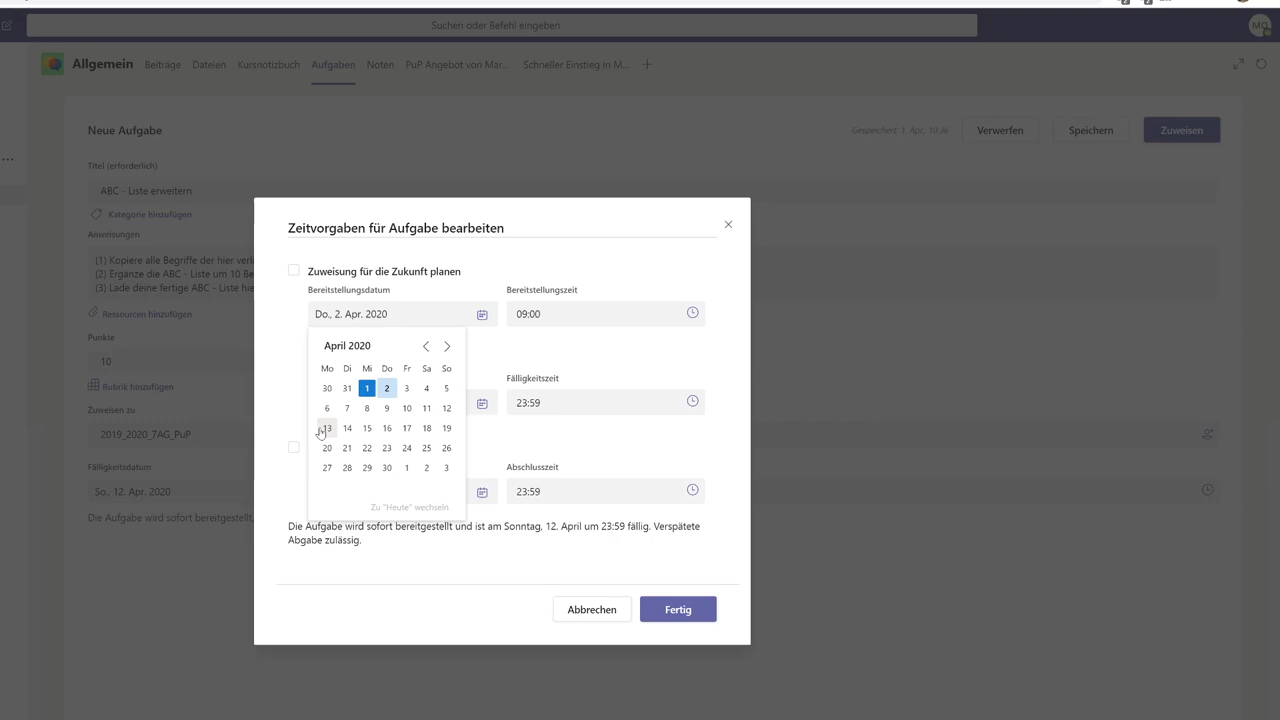 Suchen oder Befehl eingeben
MO
Allgemein Beiträge Dateien Kursnotizbuch Aufgaben Noten PuP Angebot von Mar... Schneller Einstieg in M...
Neue Aufgabe
Gespeichert: 1. Apr., 10:36 Verwerfen Speichern Zuweisen
Titel (erforderlich)
ABC - Liste erweitern
Kategorie hinzufügen
Anweisungen
(1) Kopiere alle Begriffe der hier
(2) Ergänze die ABC - Liste um 10
(3) Lade deine fertige ABC - Liste
Ressourcen hinzufügen
Punkte
10
Rubrik hinzufügen
Zuweisen zu
2019_2020_7AG_PuP
Fälligkeitsdatum
So., 12. Apr. 2020
Die Aufgabe wird sofort bereitgestellt,
Zeitvorgaben für Aufgabe bearbeiten
Zuweisung für die Zukunft planen
Bereitstellungsdatum Bereitstellungszeit
Do., 2. Apr. 2020 09:00
April 2020
Mo Di Mi Do Fr Sa So
30 31 1 2 3 4 5
6 7 8 9 10 11 12
13 14 15 16 17 18 19
20 21 22 23 24 25 26
27 28 29 30 1 2 3
Zu "Heute" wechseln
Fälligkeitszeit
23:59
Abschlusszeit
23:59
Die Aufgabe wird sofort bereitgestellt und ist am Sonntag, 12. April um 23:59 fällig. Verspätete
Abgabe zulässig.
Abbrechen Fertig